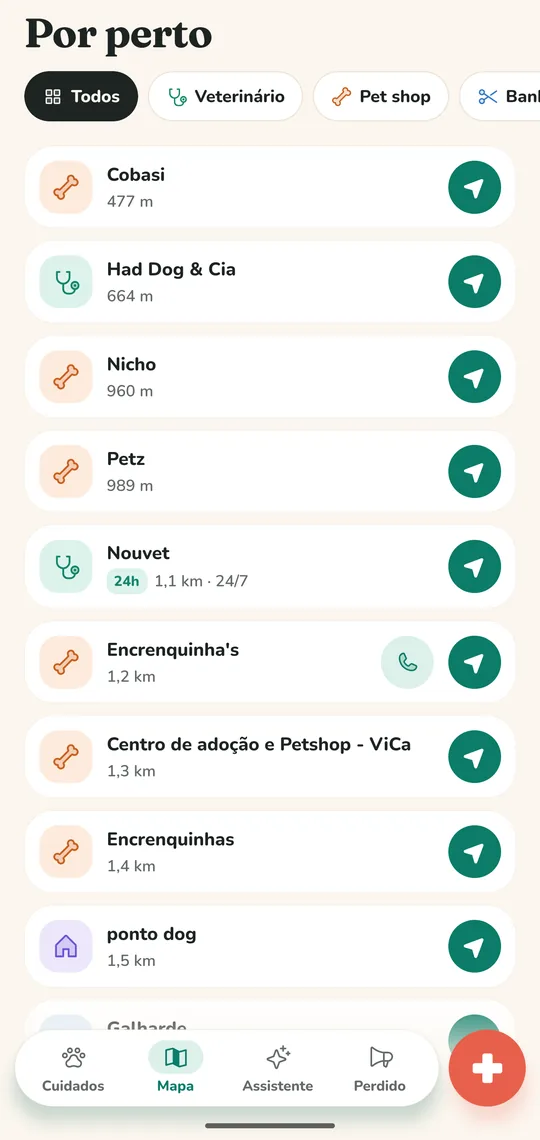 Por perto
Todos
Veterinário
Pet shop
Cobasi
477 m
Had Dog & Cia
664 m
Nicho
960 m
Petz
989 m
Nouvet
24h 1,1 km · 24/7
Encrenquinha's
1,2 km
Centro de adoção e Petshop - ViCa
1,3 km
Encrenquinhas
1,4 km
ponto dog
1,5 km
Galharde
Cuidados
Mapa
Assistente
Perdido